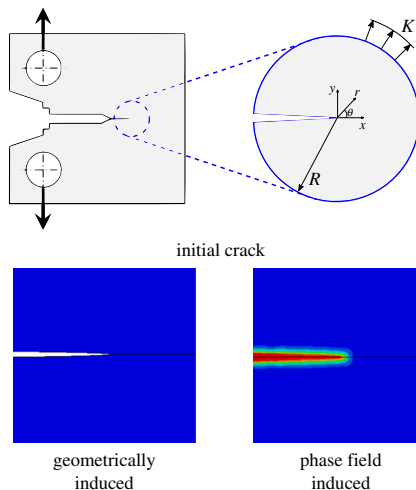 K
y
r
θ
x
R
initial crack
geometrically
induced
phase field
induced